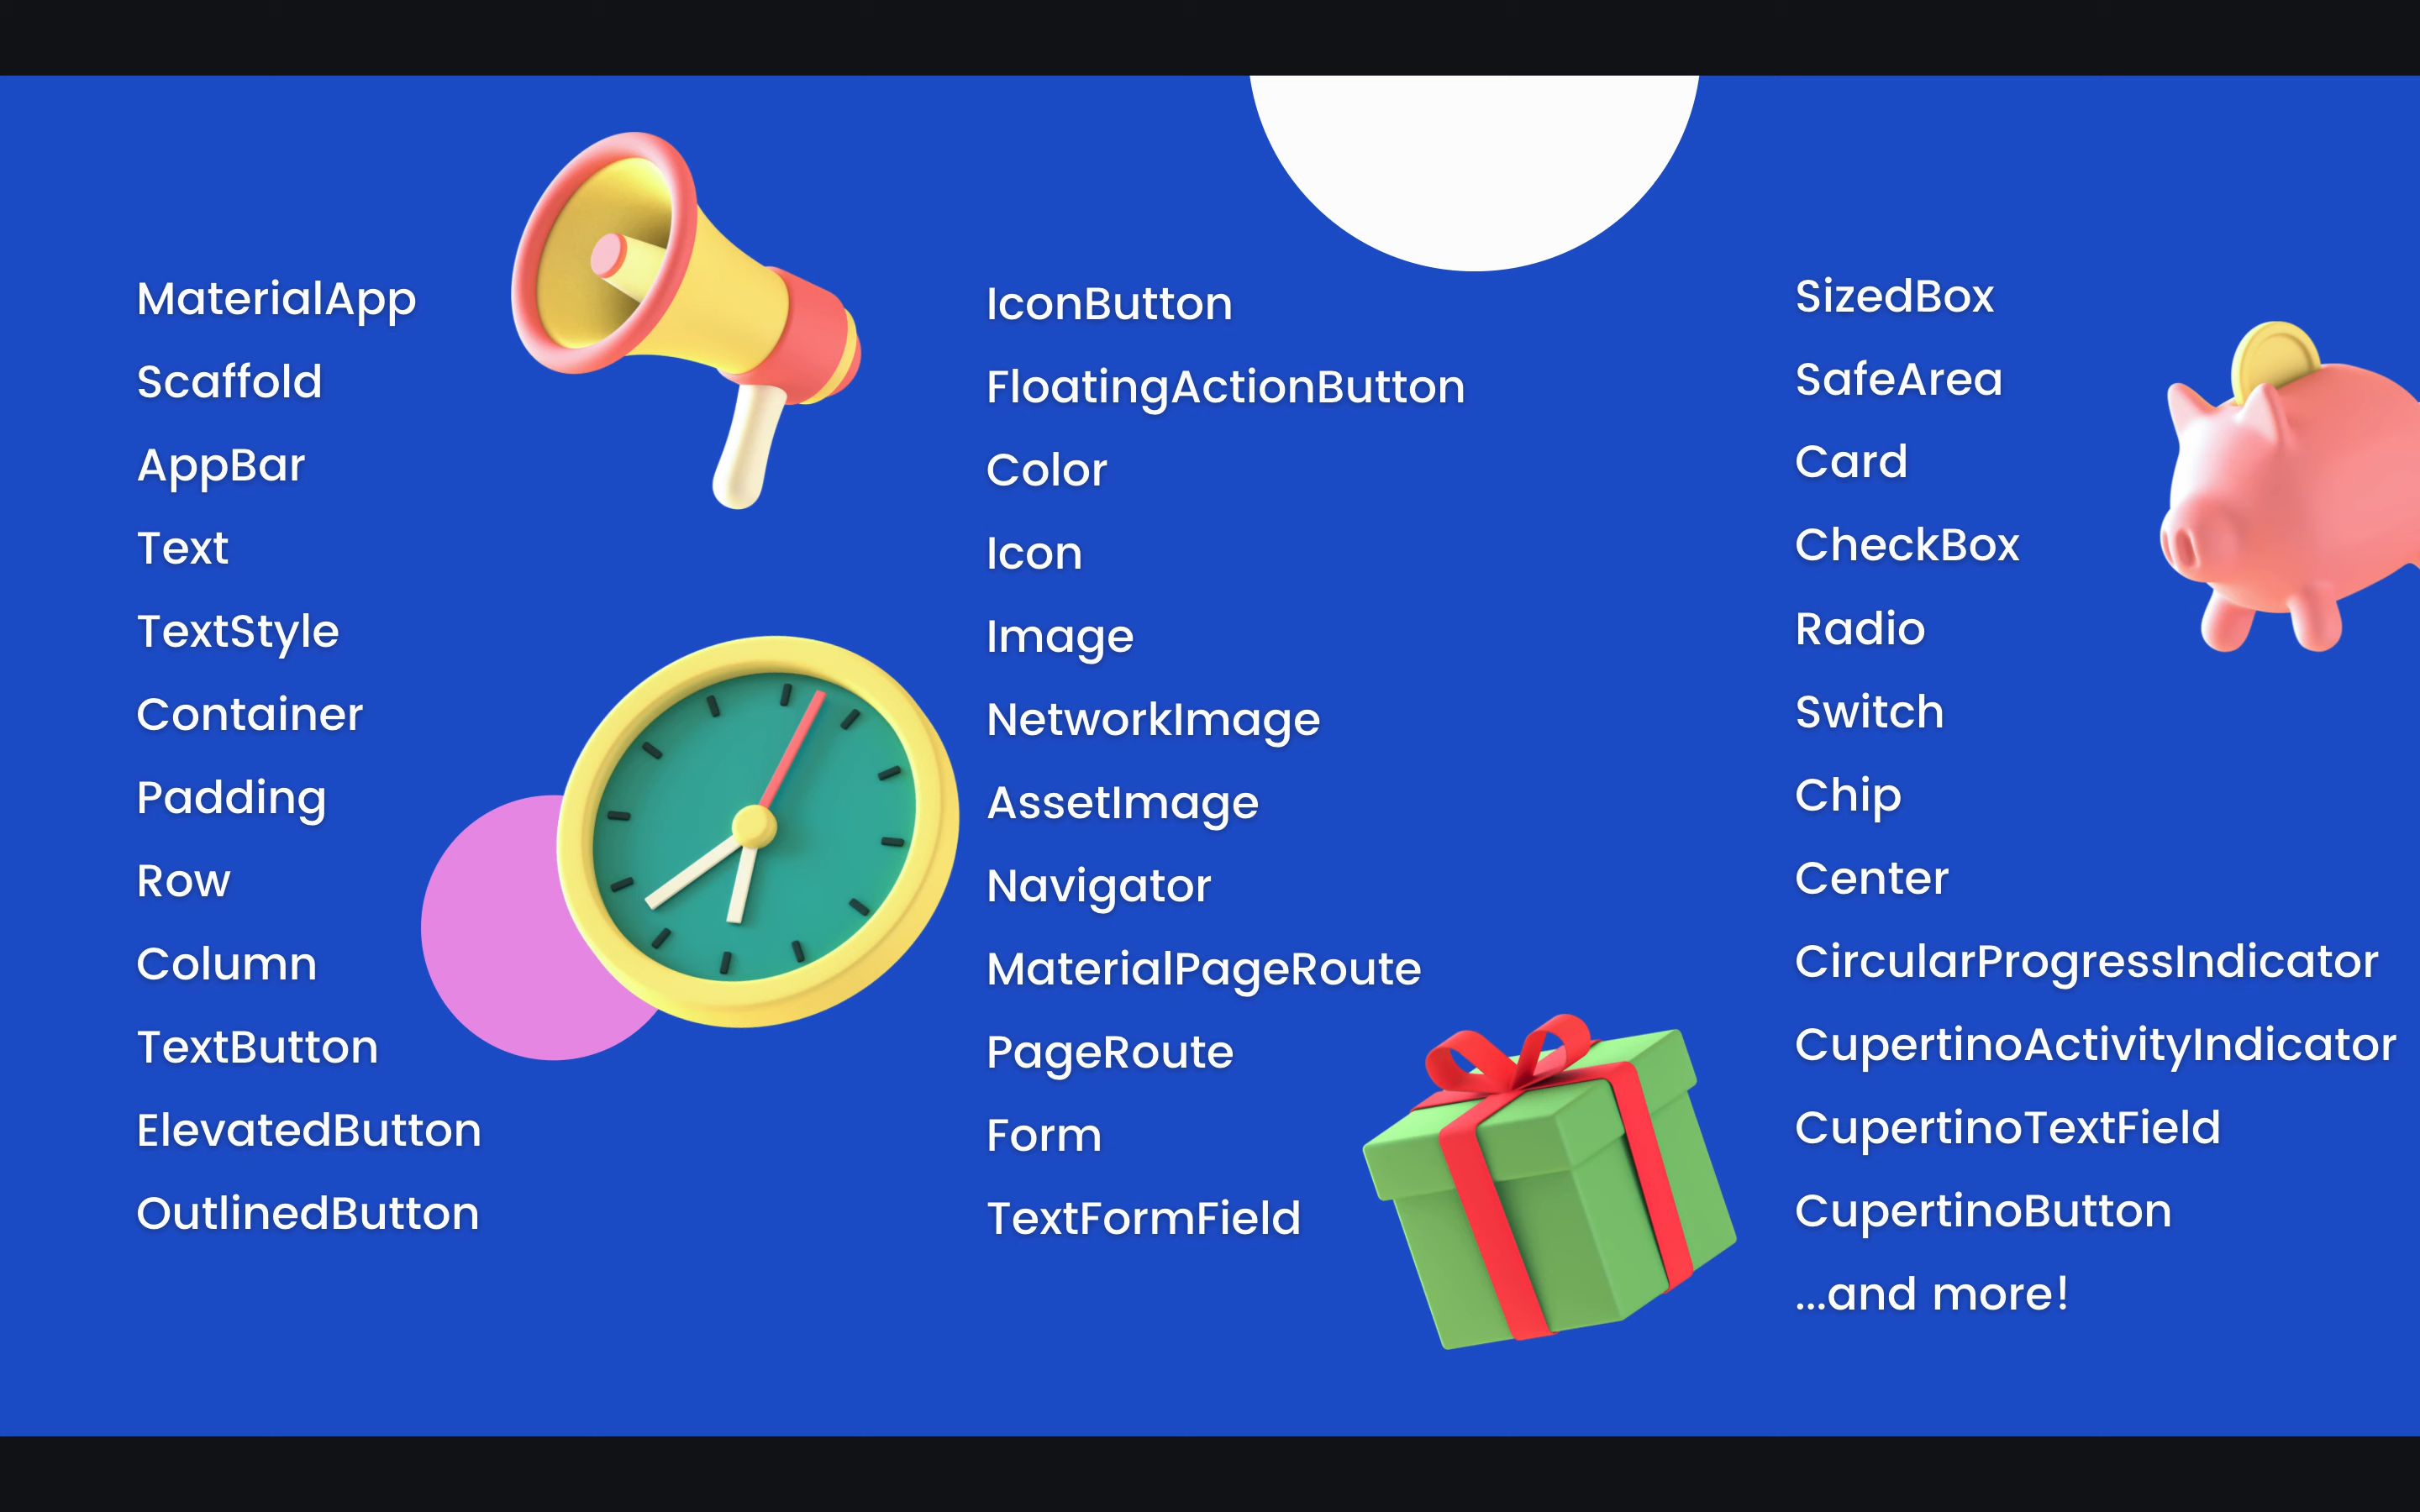 MaterialApp
Scaffold
AppBar
Text
TextStyle
Container
Padding
Row
Column
TextButton
ElevatedButton
OutlinedButton
IconButton
FloatingActionButton
Color
Icon
Image
NetworkImage
AssetImage
Navigator
MaterialPageRoute
PageRoute
Form
TextFormField
SizedBox
SafeArea
Card
CheckBox
Radio
Switch
Chip
Center
CircularProgressIndicator
CupertinoActivityIndicator
CupertinoTextField
CupertinoButton
...and more!